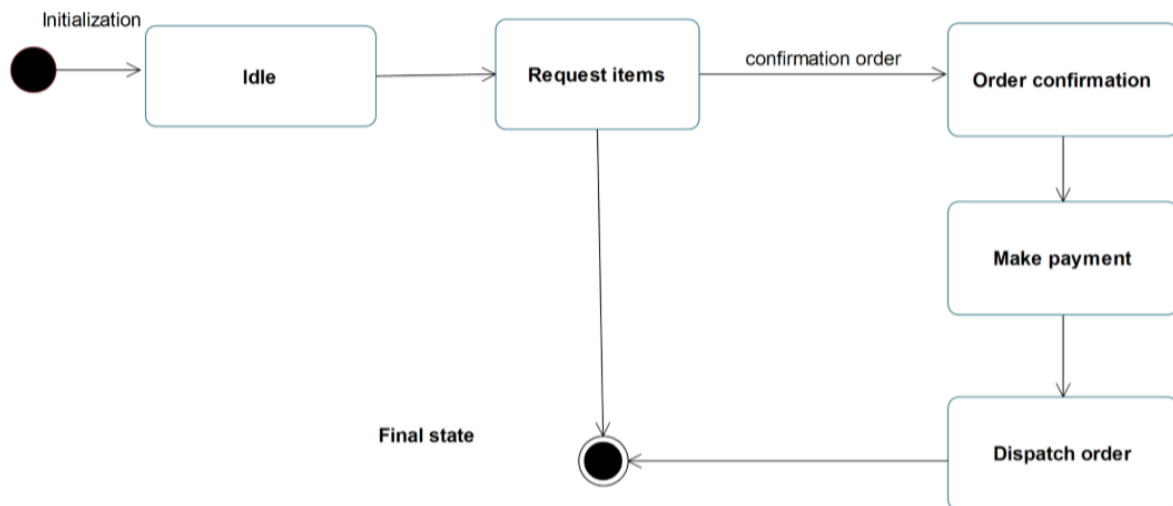 Initialization
Idle
Request items
confirmation order
Order confirmation
Make payment
Final state
Dispatch order